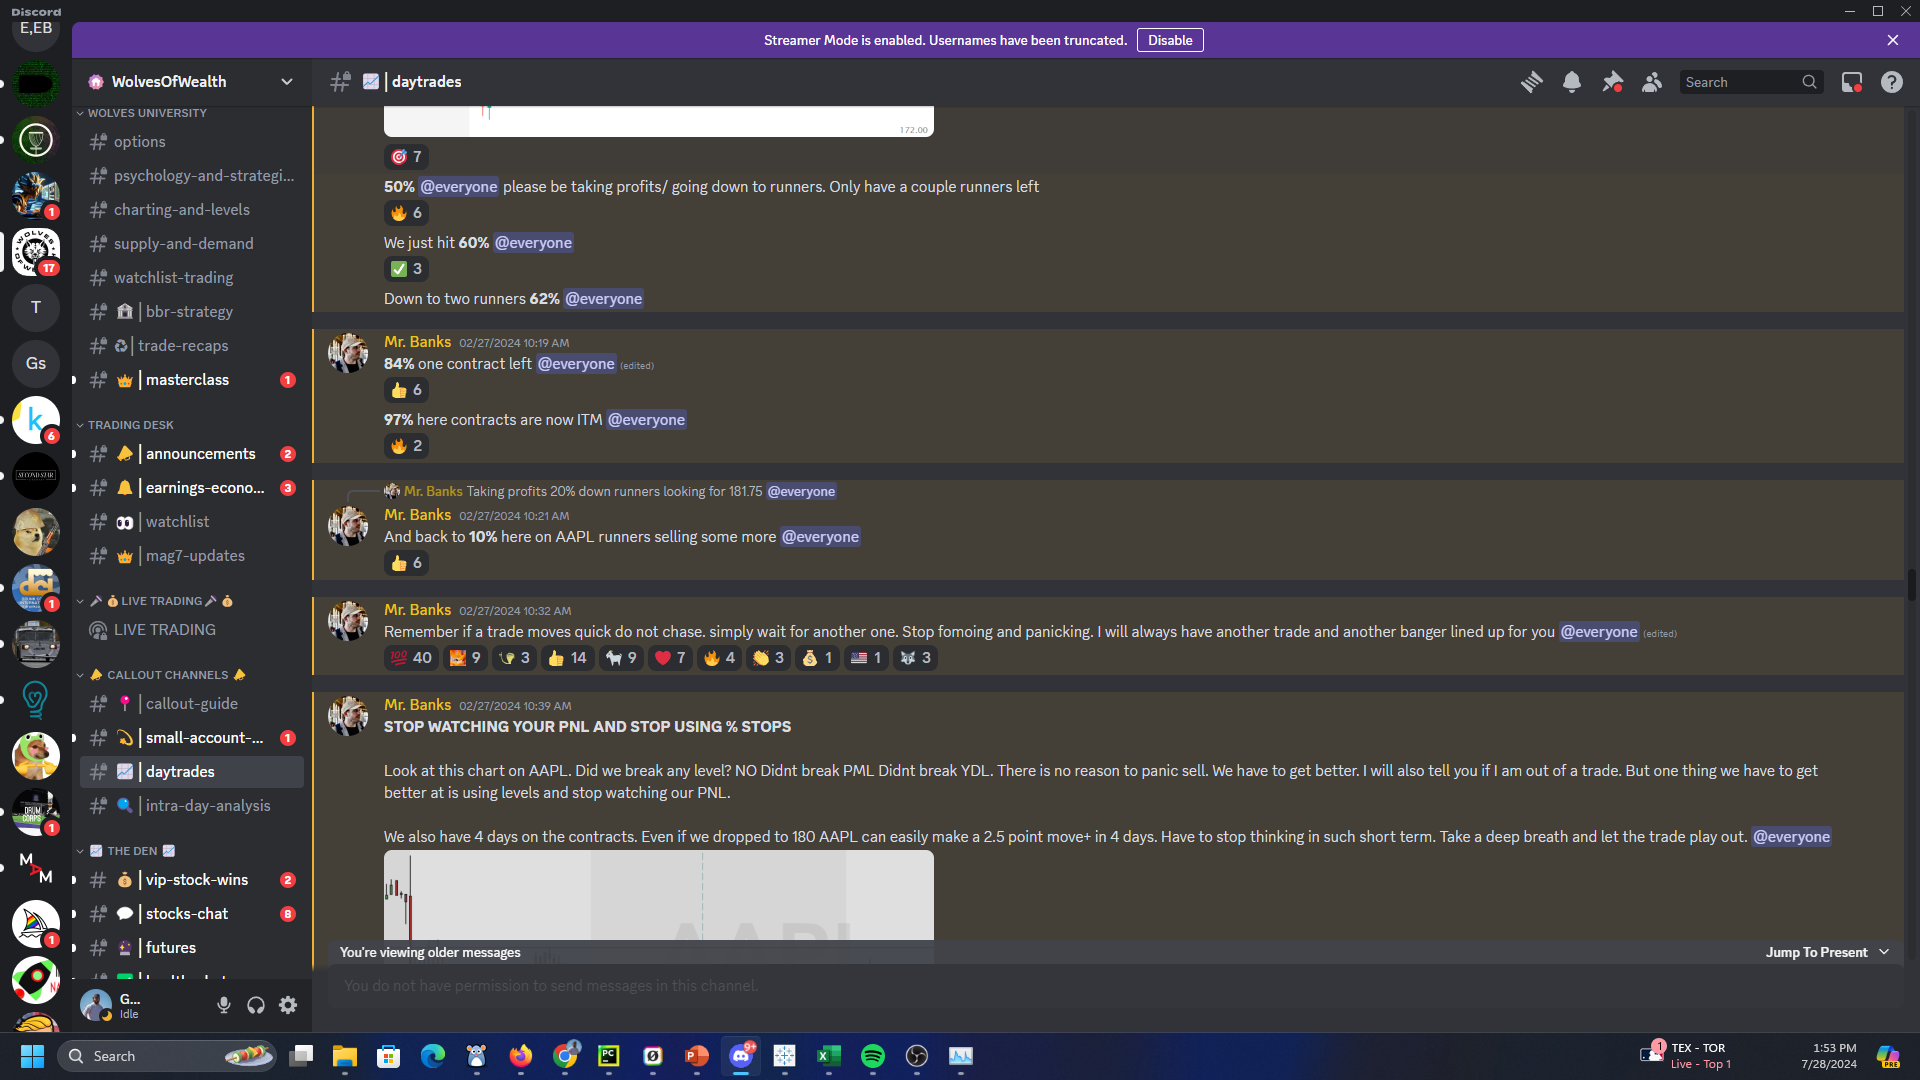 Discord
E,EB
Streamer Mode is enabled. Usernames have been truncated. Disable
WolvesOfWealth
| daytrades
Search
WOLVES UNIVERSITY
options
psychology-and-strategi...
charting-and-levels
supply-and-demand
watchlist-trading
| bbr-strategy
| trade-recaps
| masterclass 1
TRADING DESK
| announcements 2
| earnings-econo... 3
| watchlist
| mag7-updates
LIVE TRADING
LIVE TRADING
CALLOUT CHANNELS
| callout-guide
| small-account-... 1
| daytrades
| intra-day-analysis
THE DEN
| vip-stock-wins 2
| stocks-chat 8
| futures
1
17
T
Gs
k
6
SECOND STAR
dci
1
DRUM
CORPS
1
M
A
M
1
G...
Idle
172.00
7
50% @everyone please be taking profits/ going down to runners. Only have a couple runners left
6
We just hit 60% @everyone
3
Down to two runners 62% @everyone
Mr. Banks 02/27/2024 10:19 AM
84% one contract left @everyone (edited)
6
97% here contracts are now ITM @everyone
2
Mr. Banks Taking profits 20% down runners looking for 181.75 @everyone
Mr. Banks 02/27/2024 10:21 AM
And back to 10% here on AAPL runners selling some more @everyone
6
Mr. Banks 02/27/2024 10:32 AM
Remember if a trade moves quick do not chase. simply wait for another one. Stop fomoing and panicking. I will always have another trade and another banger lined up for you @everyone (edited)
100 40 9 3 14 9 7 4 3 1 1 3
Mr. Banks 02/27/2024 10:39 AM
STOP WATCHING YOUR PNL AND STOP USING % STOPS
Look at this chart on AAPL. Did we break any level? NO Didnt break PML Didnt break YDL. There is no reason to panic sell. We have to get better. I will also tell you if I am out of a trade. But one thing we have to get
better at is using levels and stop watching our PNL.
We also have 4 days on the contracts. Even if we dropped to 180 AAPL can easily make a 2.5 point move+ in 4 days. Have to stop thinking in such short term. Take a deep breath and let the trade play out. @everyone
AAPL
You're viewing older messages Jump To Present
You do not have permission to send messages in this channel.
Search
PC
9+
1
TEX - TOR
Live - Top 1
1:53 PM
7/28/2024
PRE